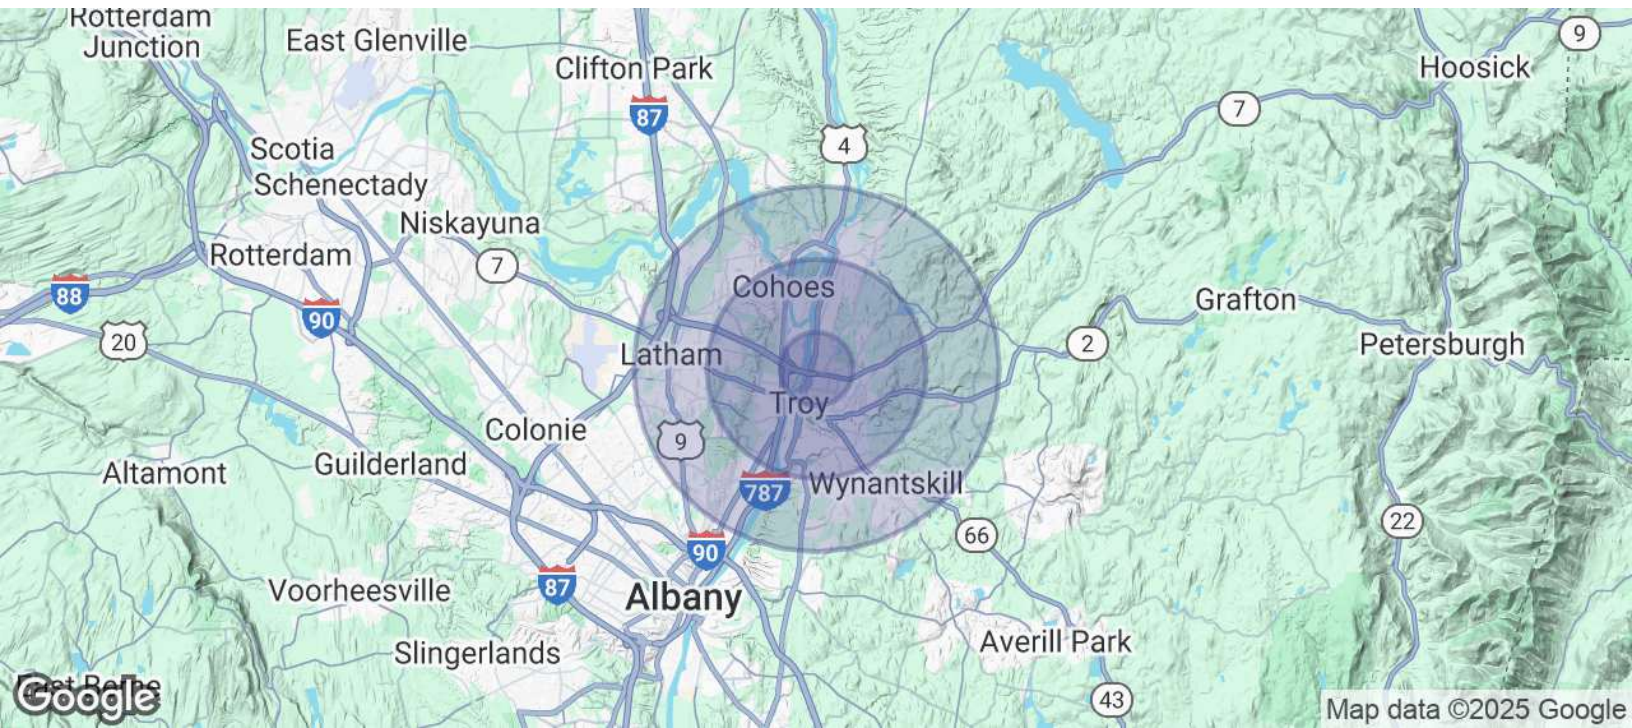 Rotterdam
Junction
East Glenville
Clifton Park
9
Hoosick
87
7
4
Scotia
Schenectady
Niskayuna
Rotterdam
7
88
90
Cohoes
Grafton
20
Latham
2
Petersburgh
Troy
Colonie
9
Guilderland
Altamont
787
Wynantskill
22
66
90
87
Voorheesville
Albany
Slingerlands
Averill Park
East Berne
Google
43
Map data ©2025 Google